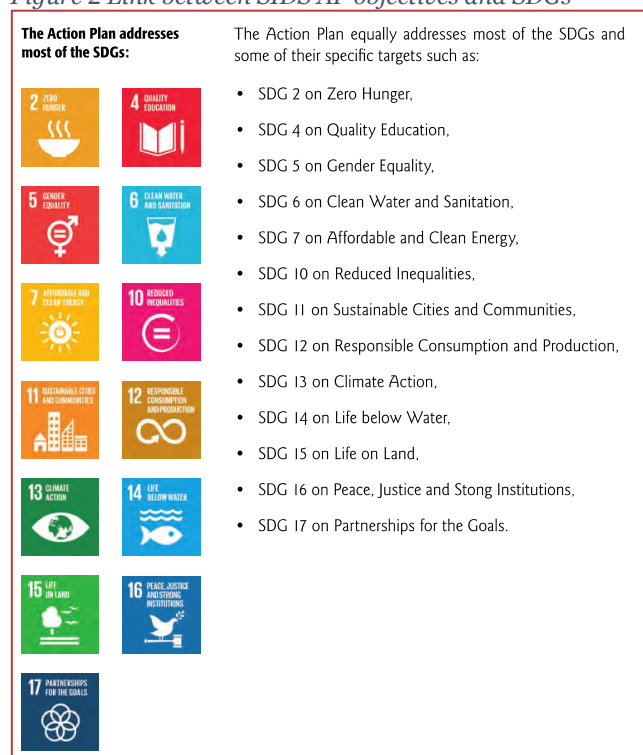 Figure 2 Link between SIDS AP objectives and SDGs
The Action Plan addresses
most of the SDGs:
2 ZERO
HUNGER
4 QUALITY
EDUCATION
5 GENDER
EQUALITY
6 CLEAN WATER
AND SANITATION
7 AFFORDABLE AND
CLEAN ENERGY
10 REDUCED
INEQUALITIES
11 SUSTAINABLE CITIES
AND COMMUNITIES
12 RESPONSIBLE
CONSUMPTION
AND PRODUCTION
13 CLIMATE
ACTION
14 LIFE
BELOW WATER
15 LIFE
ON LAND
16 PEACE, JUSTICE
AND STRONG
INSTITUTIONS
17 PARTNERSHIPS
FOR THE GOALS
The Action Plan equally addresses most of the SDGs and
some of their specific targets such as:
• SDG 2 on Zero Hunger,
• SDG 4 on Quality Education,
• SDG 5 on Gender Equality,
• SDG 6 on Clean Water and Sanitation,
• SDG 7 on Affordable and Clean Energy,
• SDG 10 on Reduced Inequalities,
• SDG 11 on Sustainable Cities and Communities,
• SDG 12 on Responsible Consumption and Production,
• SDG 13 on Climate Action,
• SDG 14 on Life below Water,
• SDG 15 on Life on Land,
• SDG 16 on Peace, Justice and Stong Institutions,
• SDG 17 on Partnerships for the Goals.